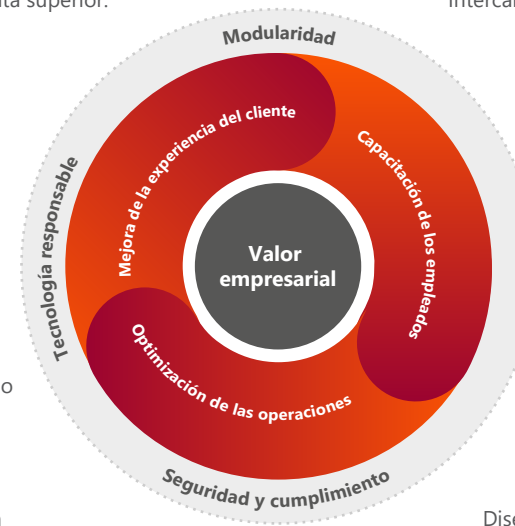 superior.
Modularidad
Mejora de la experiencia del cliente
Capacitación de los empleados
Tecnología responsable
Valor
empresarial
Optimización de las operaciones
Seguridad y cumplimiento